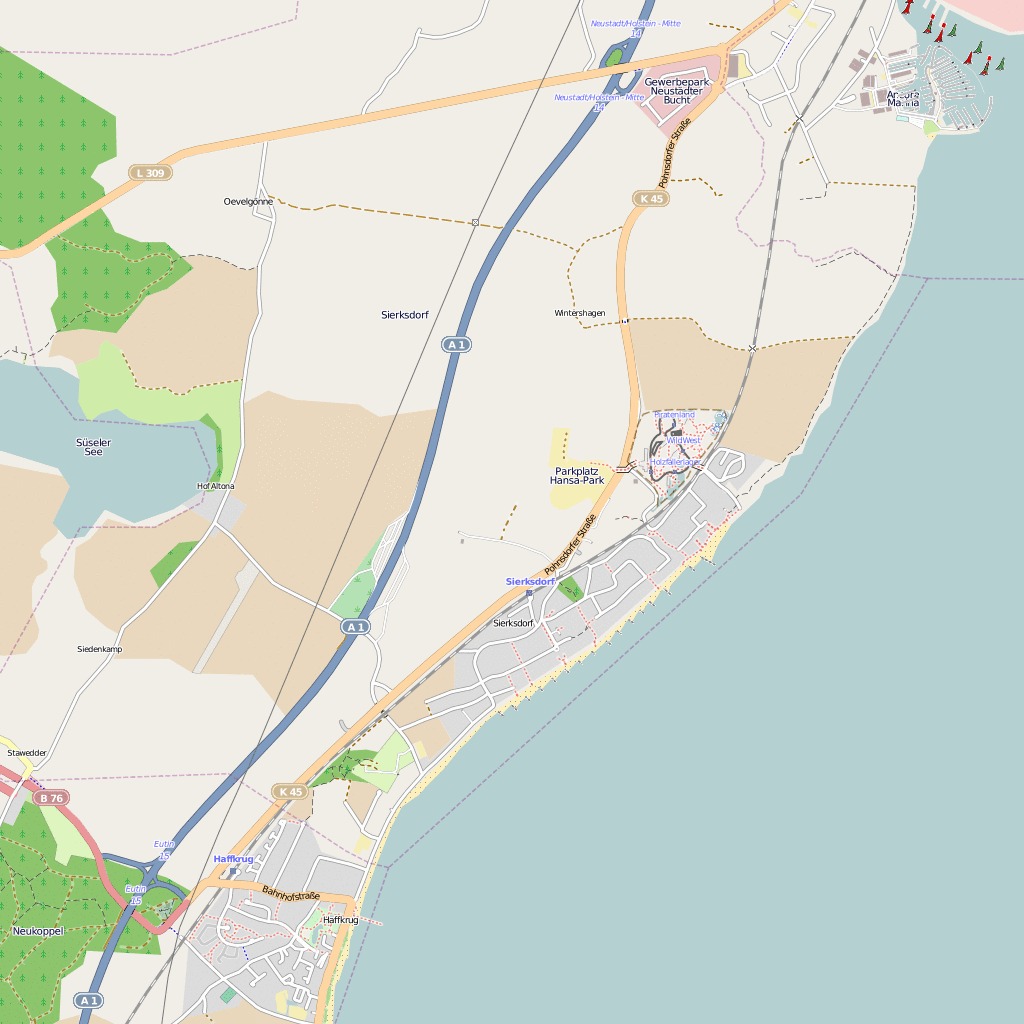 Neustadt/Holstein - Mitte
14
Gewerbepark
Neustädter
Bucht
Neustadt/Holstein - Mitte
14
Ancora
Marina
Pohnsdorfer Straße
L 309
K 45
Oevelgönne
Sierksdorf
Wintershagen
A 1
Piratenland
Wild West
Holzfällerlager
Süseler
See
Parkplatz
Hansa-Park
Hof Altona
Pohnsdorfer Straße
Sierksdorf
Sierksdorf
A 1
Siedenkamp
Stawedder
K 45
B 76
Eutin
15
Haffkrug
Eutin
15
Bahnhofstraße
Haffkrug
Neukoppel
A 1